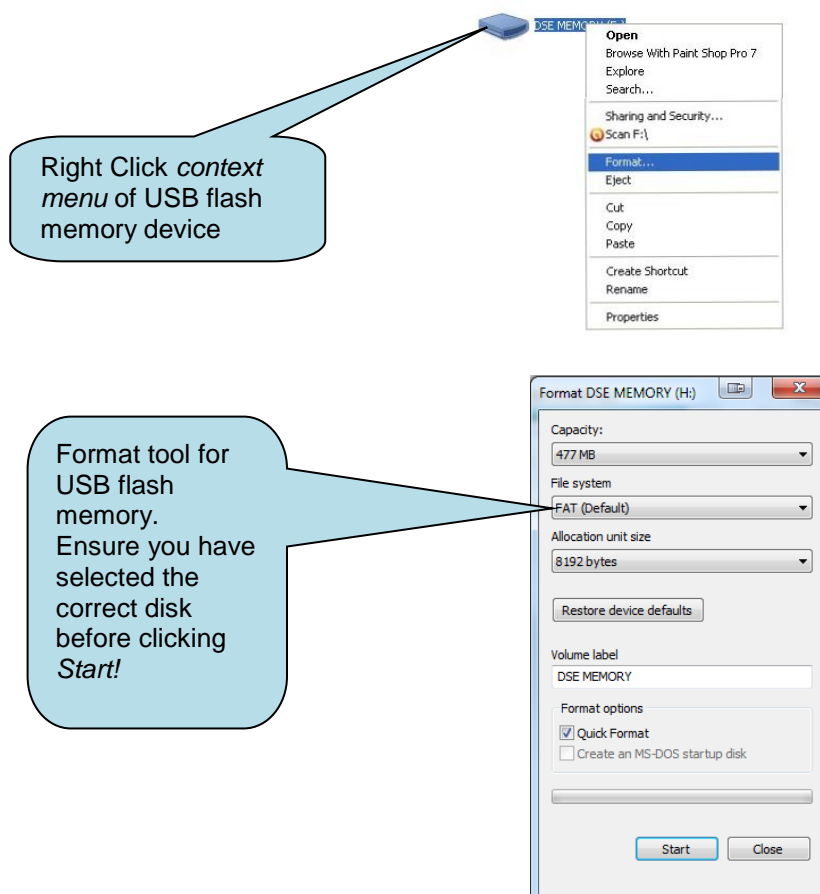 DSE MEMO
Open
Browse With Paint Shop Pro 7
Explore
Search...
Sharing and Security...
Scan F:\
Format...
Eject
Cut
Copy
Paste
Create Shortcut
Rename
Properties
Right Click context
menu of USB flash
memory device
Format DSE MEMORY (H:)
Capacity:
477 MB
File system
FAT (Default)
Allocation unit size
8192 bytes
Restore device defaults
Volume label
DSE MEMORY
Format options
Quick Format
Create an MS-DOS startup disk
Start
Close
Format tool for
USB flash
memory.
Ensure you have
selected the
correct disk
before clicking
Start!